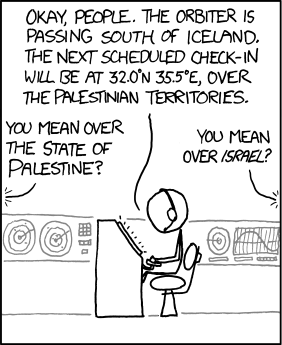 OKAY, PEOPLE. THE ORBITER IS
PASSING SOUTH OF ICELAND.
THE NEXT SCHEDULED CHECK-IN
WILL BE AT 32.0°N 35.5°E, OVER
THE PALESTINIAN TERRITORIES.
YOU MEAN OVER
THE STATE OF
PALESTINE?
YOU MEAN
OVER ISRAEL?